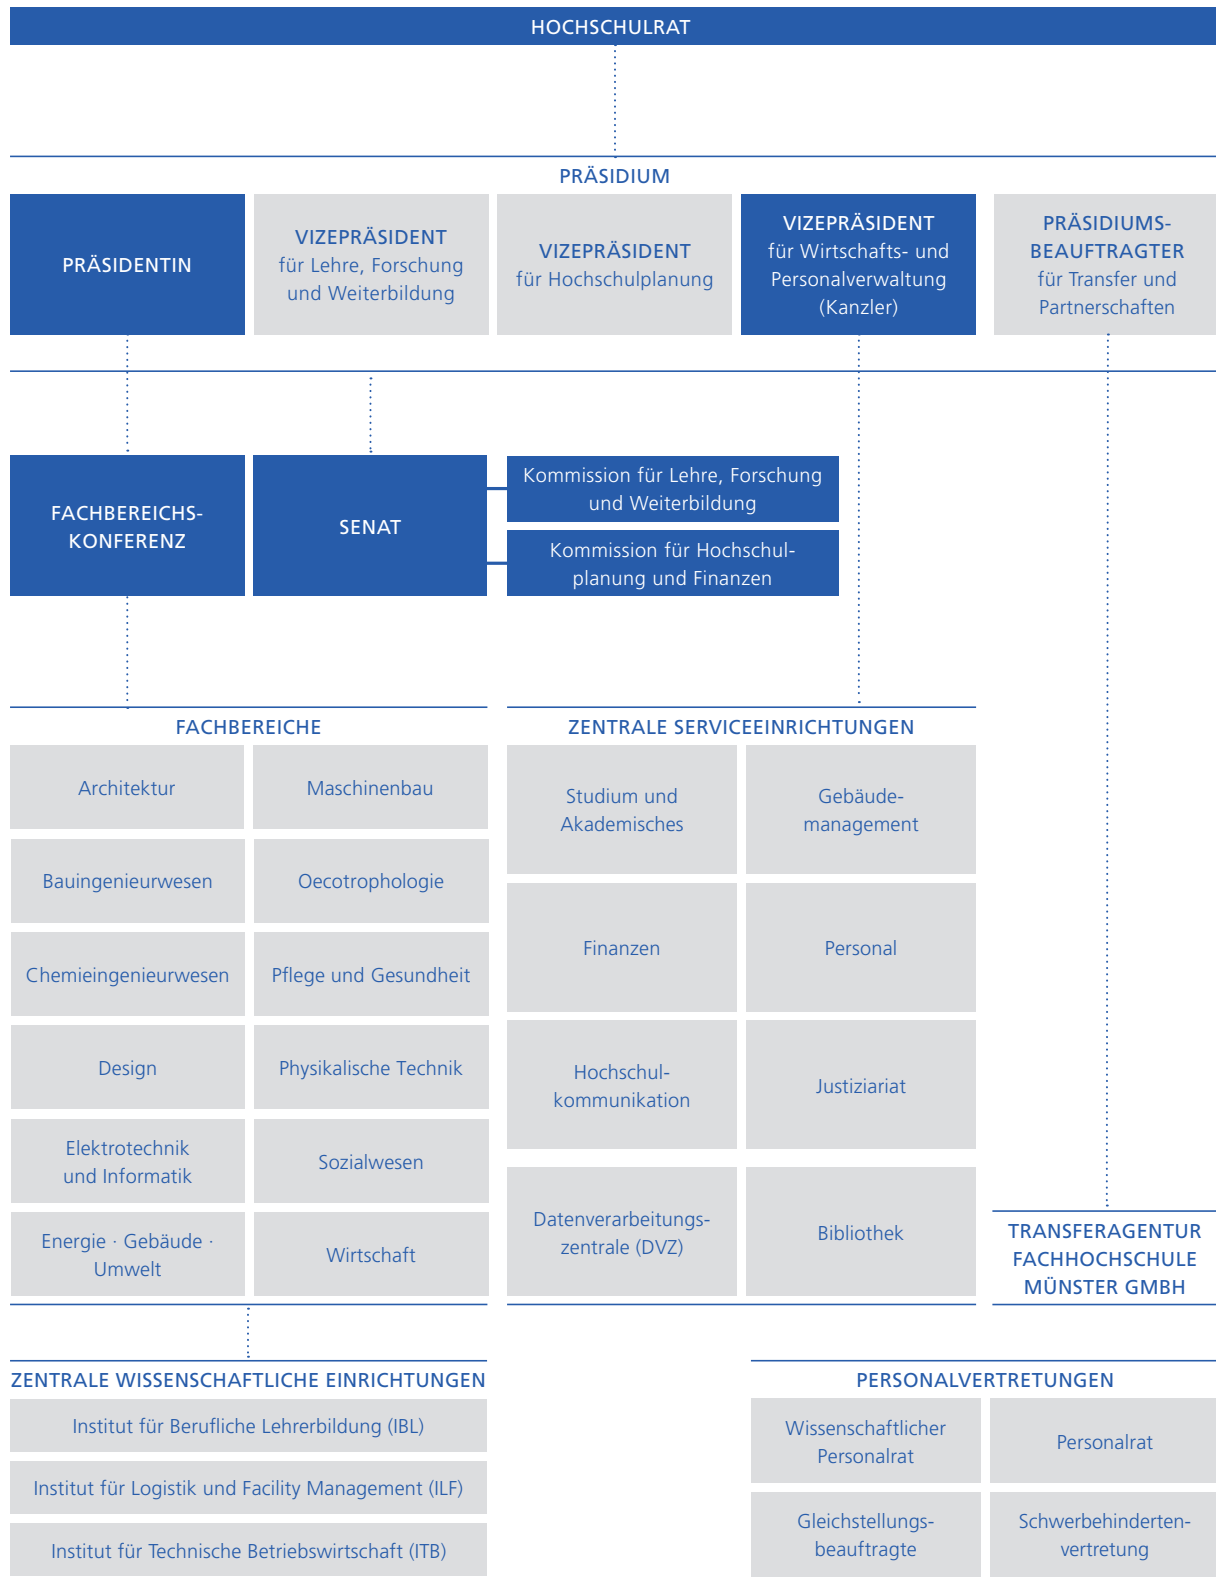 HOCHSCHULRAT
PRÄSIDIUM
PRÄSIDENTIN
VIZEPRÄSIDENT
für Lehre, Forschung
und Weiterbildung
VIZEPRÄSIDENT
für Hochschulplanung
VIZEPRÄSIDENT
für Wirtschafts- und
Personalverwaltung
(Kanzler)
PRÄSIDIUMS-
BEAUFTRAGTER
für Transfer und
Partnerschaften
FACHBEREICHS-
KONFERENZ
SENAT
Kommission für Lehre, Forschung
und Weiterbildung
Kommission für Hochschul-
planung und Finanzen
FACHBEREICHE
Architektur
Maschinenbau
Bauingenieurwesen
Oecotrophologie
Chemieingenieurwesen
Pflege und Gesundheit
Design
Physikalische Technik
Elektrotechnik
und Informatik
Sozialwesen
Energie · Gebäude ·
Umwelt
Wirtschaft
ZENTRALE SERVICEEINRICHTUNGEN
Studium und
Akademisches
Gebäude-
management
Finanzen
Personal
Hochschul-
kommunikation
Justiziariat
Datenverarbeitungs-
zentrale (DVZ)
Bibliothek
TRANSFERAGENTUR
FACHHOCHSCHULE
MÜNSTER GMBH
ZENTRALE WISSENSCHAFTLICHE EINRICHTUNGEN
Institut für Berufliche Lehrerbildung (IBL)
Institut für Logistik und Facility Management (ILF)
Institut für Technische Betriebswirtschaft (ITB)
PERSONALVERTRETUNGEN
Wissenschaftlicher
Personalrat
Personalrat
Gleichstellungs-
beauftragte
Schwerbehinderten-
vertretung